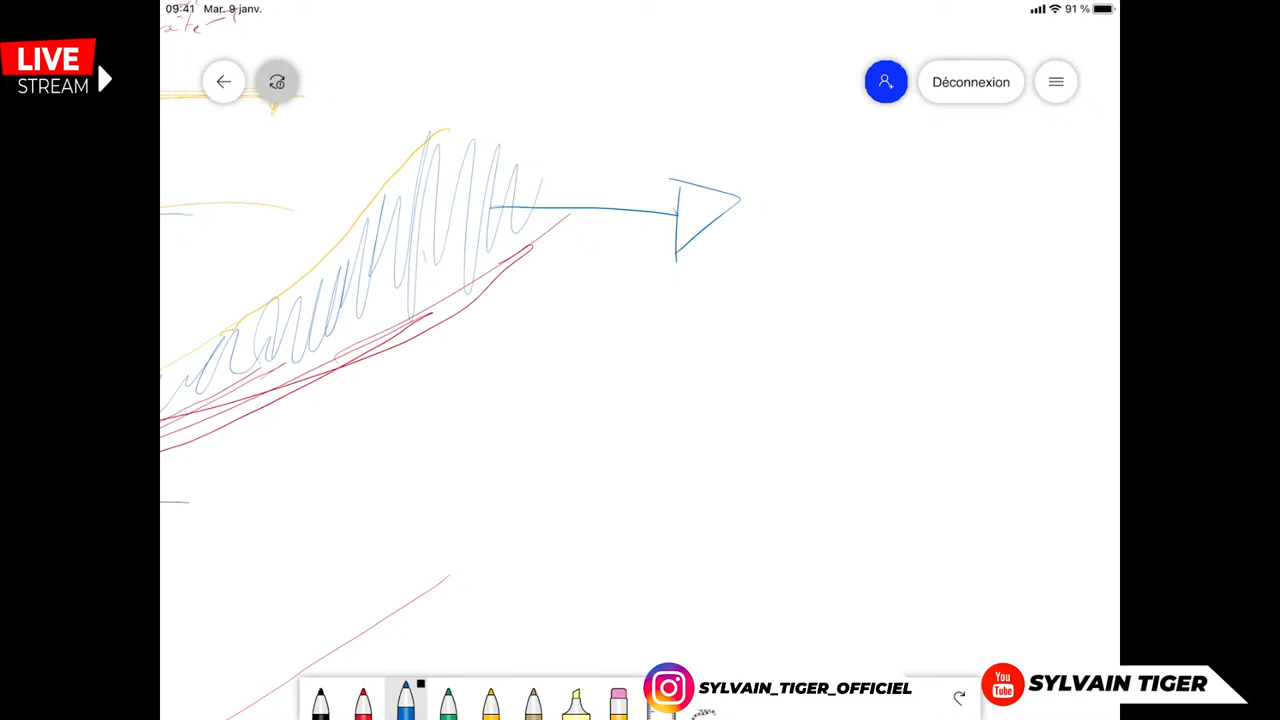 09:41 Mar. 9 janv.
91 %
LIVE
STREAM
Déconnexion
SYLVAIN_TIGER_OFFICIEL
You
Tube
SYLVAIN TIGER